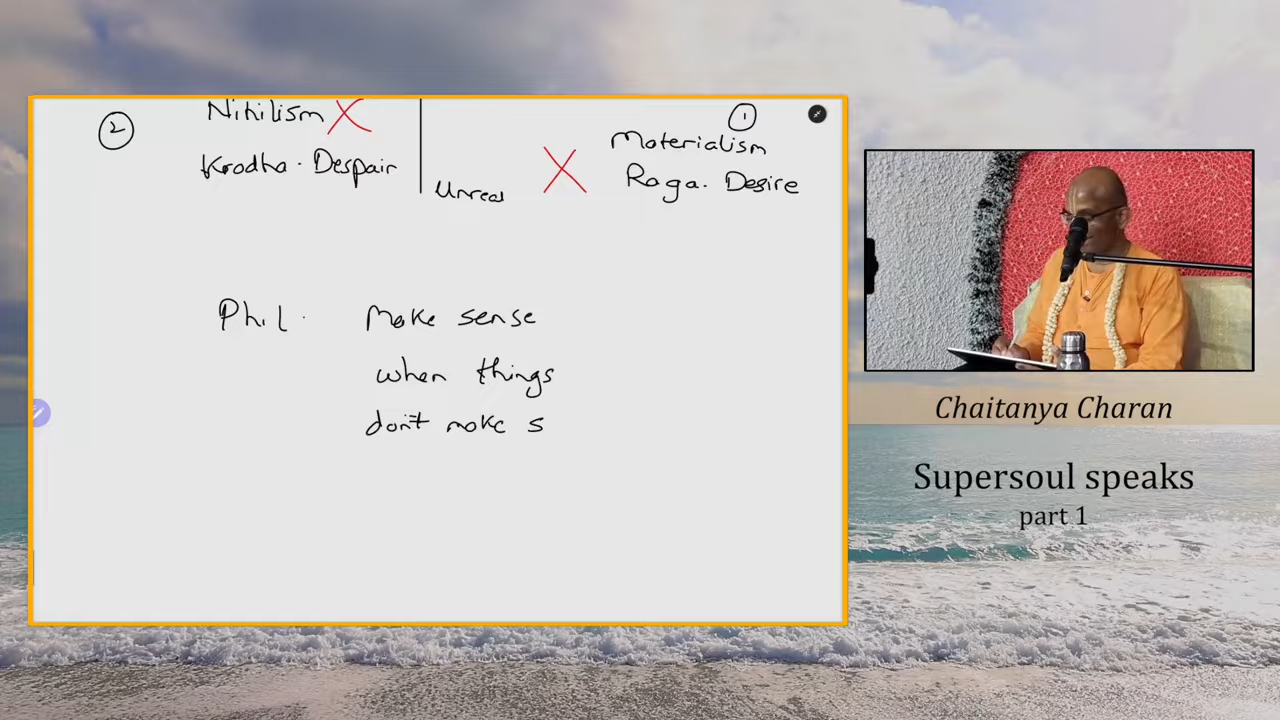 ② Nihilism
Krodha · Despair
①
Materialism
Raga · Desire
Unreal
Phil · Make sense
when things
don't make s
Chaitanya Charan
Supersoul speaks
part 1